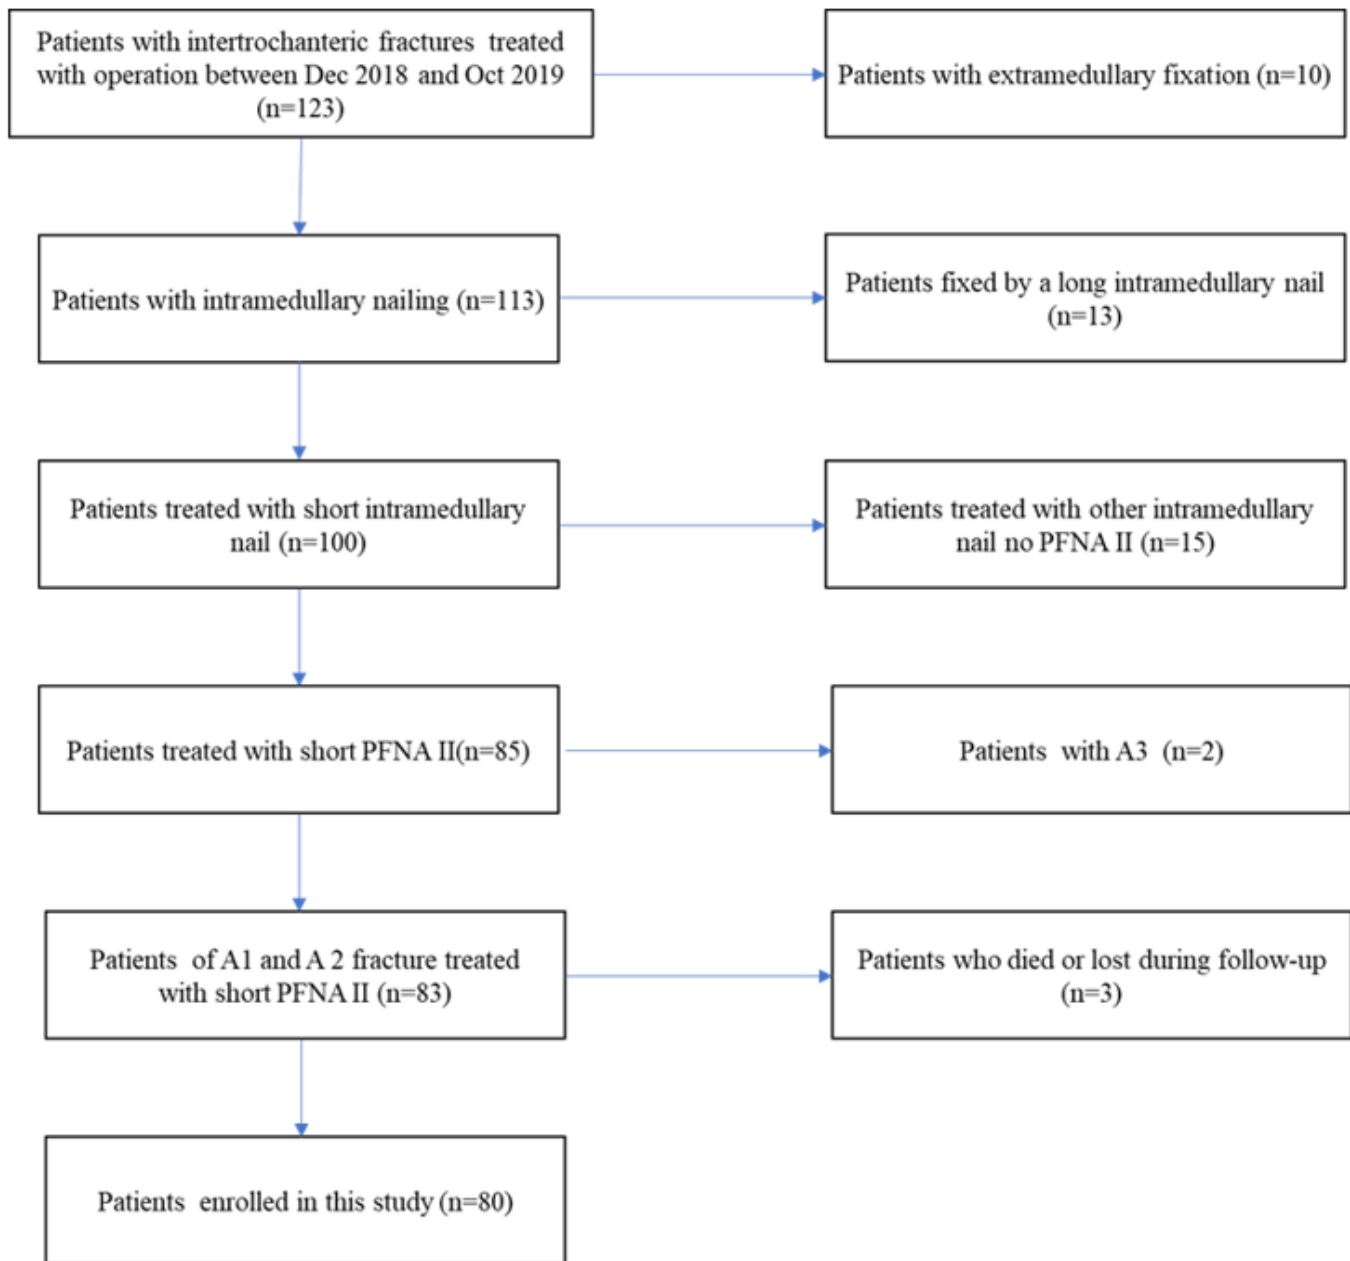 Patients with intertrochanteric fractures treated
with operation between Dec 2018 and Oct 2019
(n=123)
Patients with extramedullary fixation (n=10)
Patients with intramedullary nailing (n=113)
Patients fixed by a long intramedullary nail
(n=13)
Patients treated with short intramedullary
nail (n=100)
Patients treated with other intramedullary
nail no PFNA II (n=15)
Patients treated with short PFNA II(n=85)
Patients with A3 (n=2)
Patients of A1 and A 2 fracture treated
with short PFNA II (n=83)
Patients who died or lost during follow-up
(n=3)
Patients enrolled in this study (n=80)